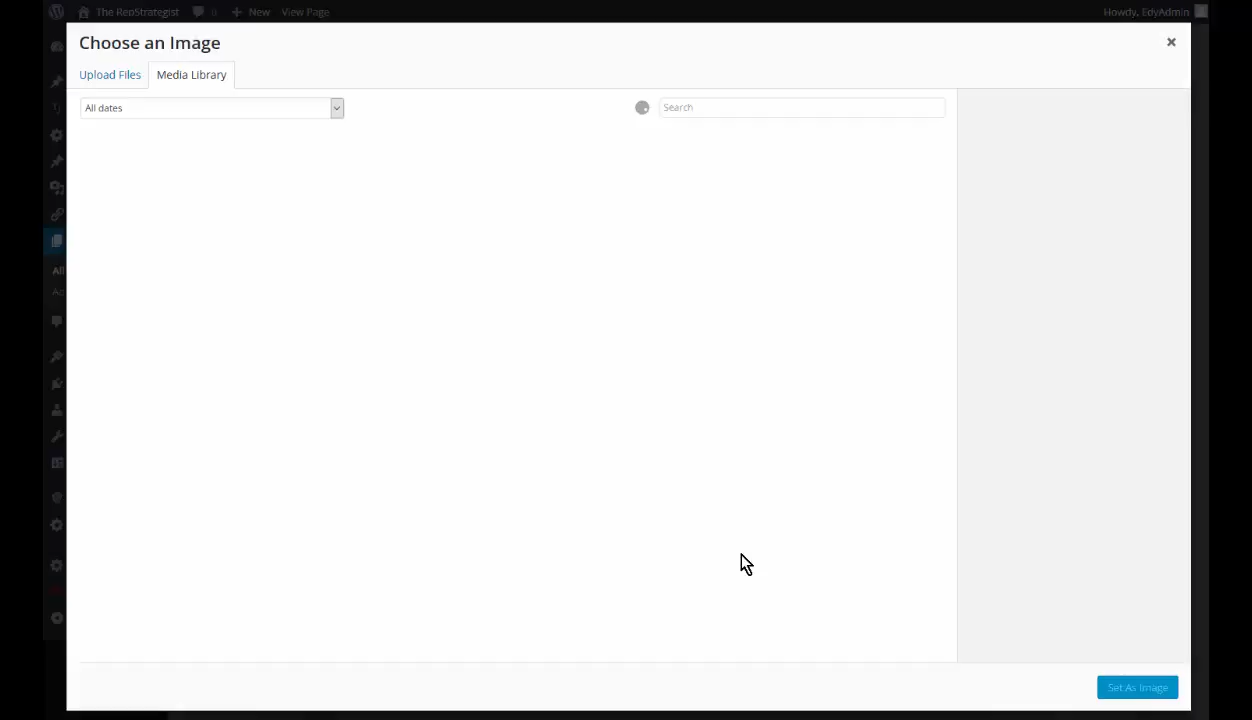 The RepStrategist 0 New View Page Howdy, EdyAdmin
Choose an Image
Upload Files Media Library
All dates Search
All
Set As Image